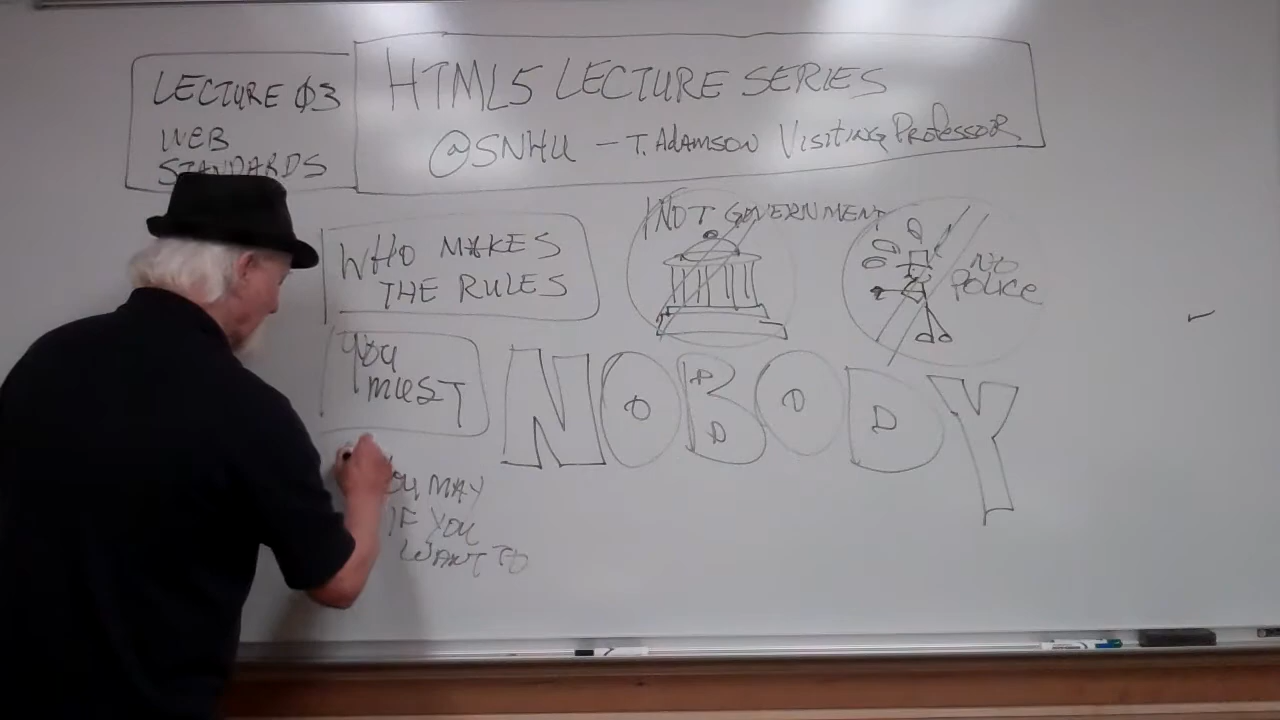 LECTURE 03
WEB
STANDARDS
HTML5 LECTURE SERIES
@SNHU – T. ADAMSON VISITING PROFESSOR
WHO MAKES
THE RULES
NOT GOVERNMENT
NO
POLICE
YOU
MUST
NOBODY
OU MAY
IF YOU
WANT TO